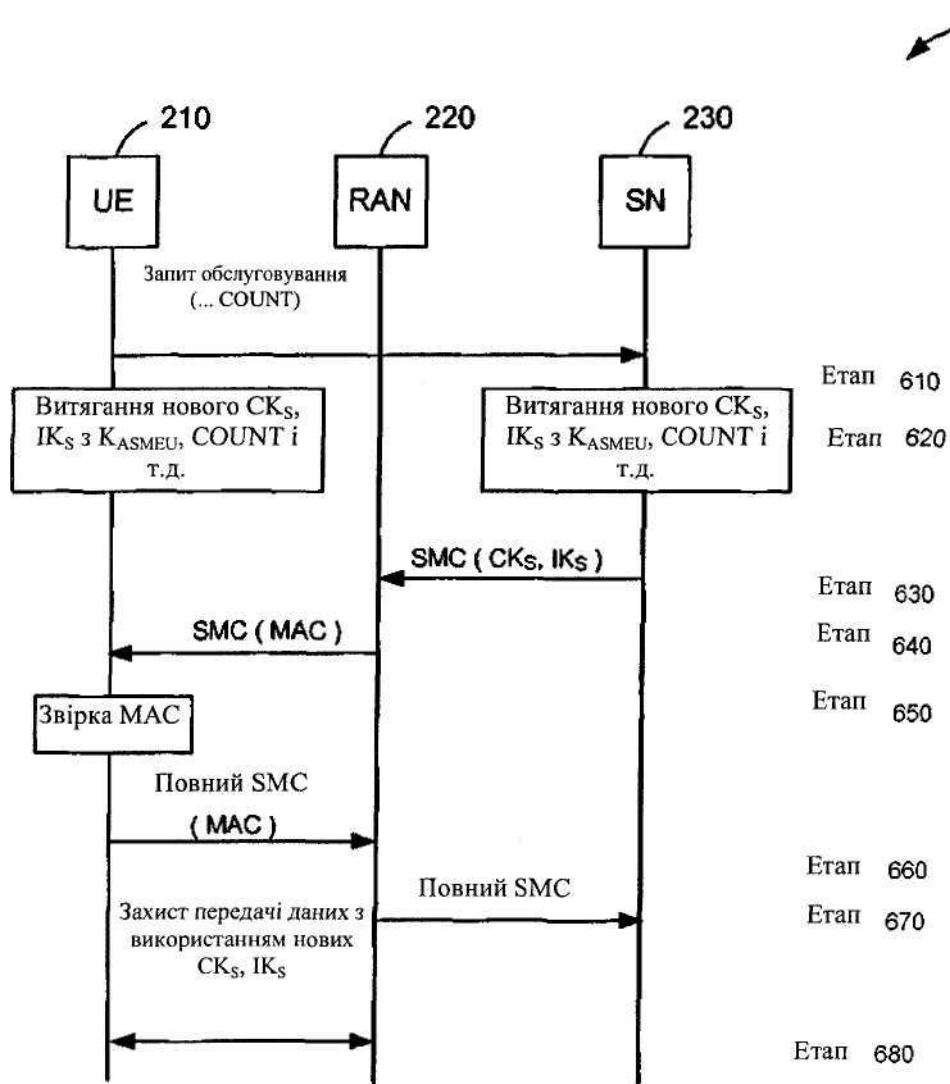 210
220
230
UE
RAN
SN
Запит обслуговування
(... COUNT)
Етап 610
Витягання нового CKS,
IKS з KASMEU, COUNT і
т.д.
Витягання нового CKS,
IKS з KASMEU, COUNT і
т.д.
Етап 620
SMC ( CKS, IKS )
Етап 630
SMC ( MAC )
Етап 640
Звірка MAC
Етап 650
Повний SMC
( MAC )
Етап 660
Повний SMC
Етап 670
Захист передачі даних з
використанням нових
CKS, IKS
Етап 680